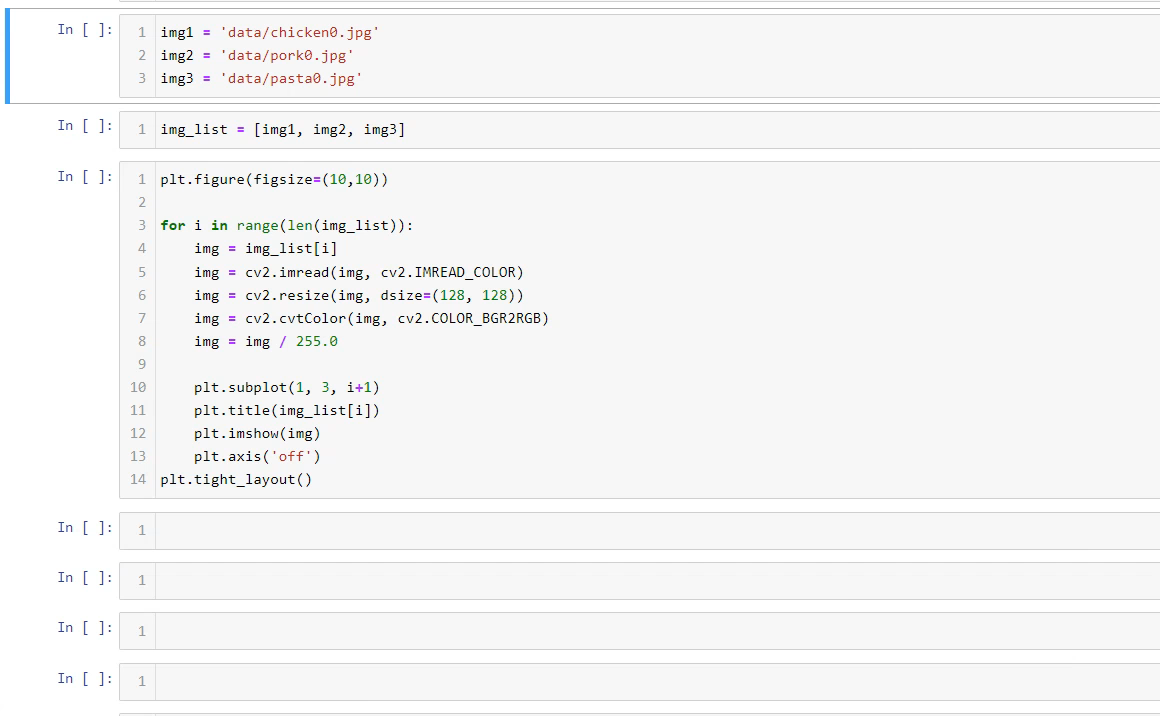 In [ ]:
1 img1 = 'data/chicken0.jpg'
2 img2 = 'data/pork0.jpg'
3 img3 = 'data/pasta0.jpg'
In [ ]:
1 img_list = [img1, img2, img3]
In [ ]:
1 plt.figure(figsize=(10,10))
2
3 for i in range(len(img_list)):
4     img = img_list[i]
5     img = cv2.imread(img, cv2.IMREAD_COLOR)
6     img = cv2.resize(img, dsize=(128, 128))
7     img = cv2.cvtColor(img, cv2.COLOR_BGR2RGB)
8     img = img / 255.0
9
10     plt.subplot(1, 3, i+1)
11     plt.title(img_list[i])
12     plt.imshow(img)
13     plt.axis('off')
14 plt.tight_layout()
In [ ]:
1
In [ ]:
1
In [ ]:
1
In [ ]:
1